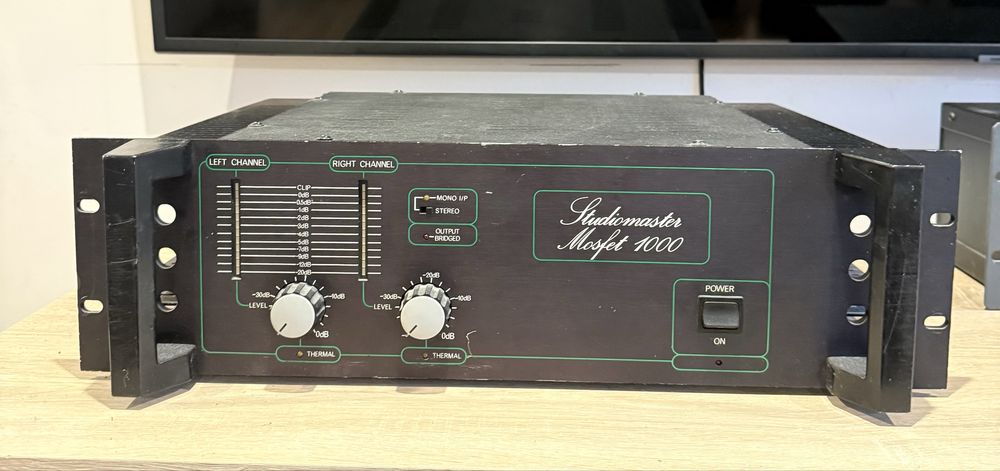 LEFT CHANNEL
RIGHT CHANNEL
CLIP
0dB
0.5dB
-1dB
-2dB
-3dB
-4dB
-5dB
-7dB
-9dB
-12dB
-20dB
MONO I/P
STEREO
OUTPUT
BRIDGED
Studiomaster
Mosfet 1000
-20dB
-30dB
-10dB
LEVEL
0dB
THERMAL
-20dB
-30dB
-10dB
LEVEL
0dB
THERMAL
POWER
ON